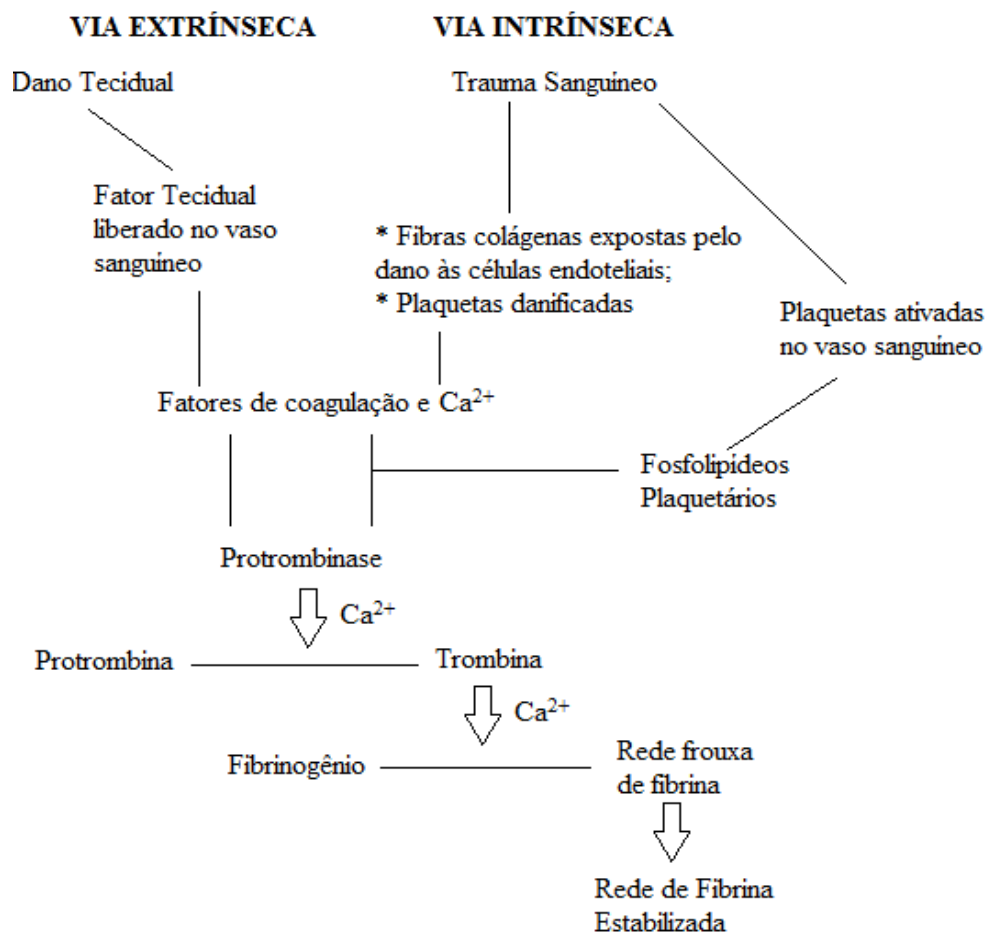 VIA EXTRÍNSECA
VIA INTRÍNSECA
Dano Tecidual
Trauma Sanguíneo
Fator Tecidual
liberado no vaso
sanguíneo
* Fibras colágenas expostas pelo
dano às células endoteliais;
* Plaquetas danificadas
Plaquetas ativadas
no vaso sanguíneo
Fatores de coagulação e Ca²⁺
Fosfolipídeos
Plaquetários
Protrombinase
Ca²⁺
Protrombina
Trombina
Ca²⁺
Fibrinogênio
Rede frouxa
de fibrina
Rede de Fibrina
Estabilizada